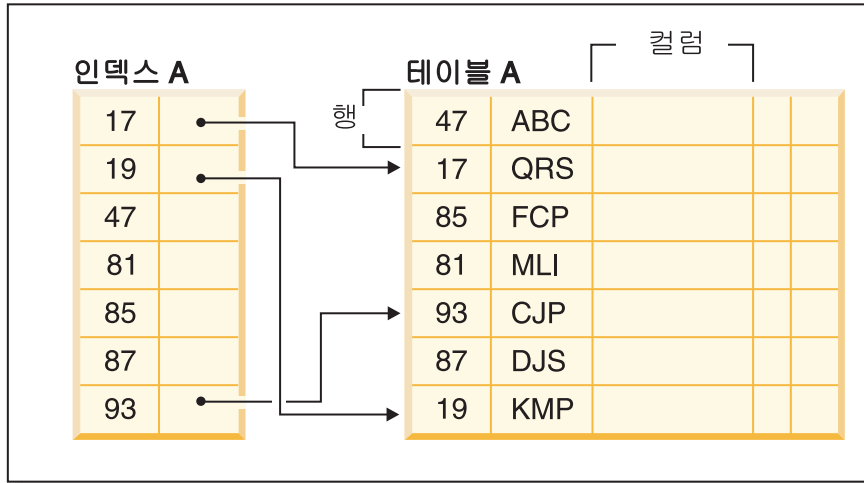 컬럼
인덱스 A
테이블 A
행
17
19
47
81
85
87
93
47 ABC
17 QRS
85 FCP
81 MLI
93 CJP
87 DJS
19 KMP